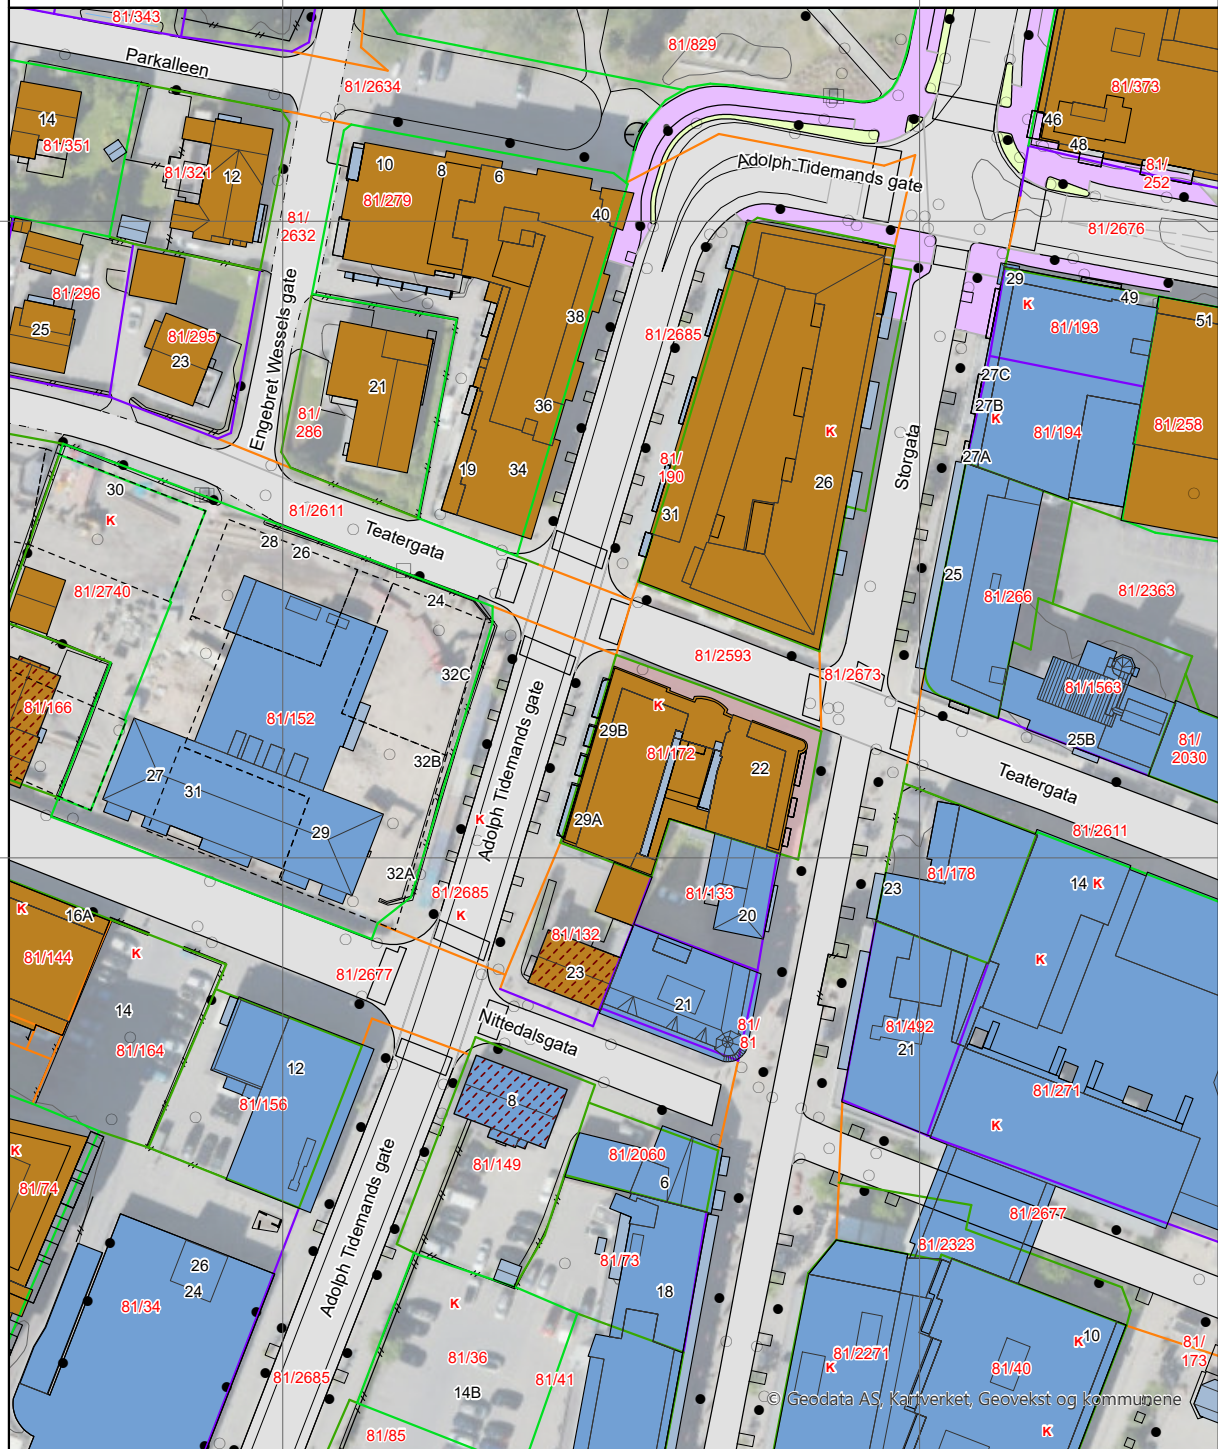 81/343
81/829
Parkalleen
81/2634
81/373
14
81/351
46
48
10
8
6
Adolph Tidemands gate
81/
252
81/321
12
81/279
40
81/
2632
81/2676
Engebret Wessels gate
29
K
49
81/296
38
51
25
81/295
81/2685
81/193
23
21
27C
36
27B
K
81/
286
K
81/194
81/258
Storgata
27A
81/
190
19
34
26
30
K
81/2611
31
Teatergata
28
26
25
81/2740
24
81/266
81/2363
81/2593
32C
81/2673
81/1563
81/166
K
81/152
29B
81/172
25B
81/
2030
32B
22
27
31
Adolph Tidemands gate
Teatergata
K
29A
29
81/2611
32A
81/178
14
K
K
16A
81/2685
K
81/133
23
20
81/144
K
81/132
K
81/2677
23
14
21
81/492
Nittedalsgata
81/
81
81/164
21
12
81/271
81/156
8
K
K
81/149
81/2060
81/74
6
81/2677
Adolph Tidemands gate
81/2323
26
81/73
24
18
81/34
K
K
10
81/
173
81/36
81/2271
K
81/40
81/2685
81/41
14B
© Geodata AS, Kartverket, Geovekst og kommunene
81/85
K